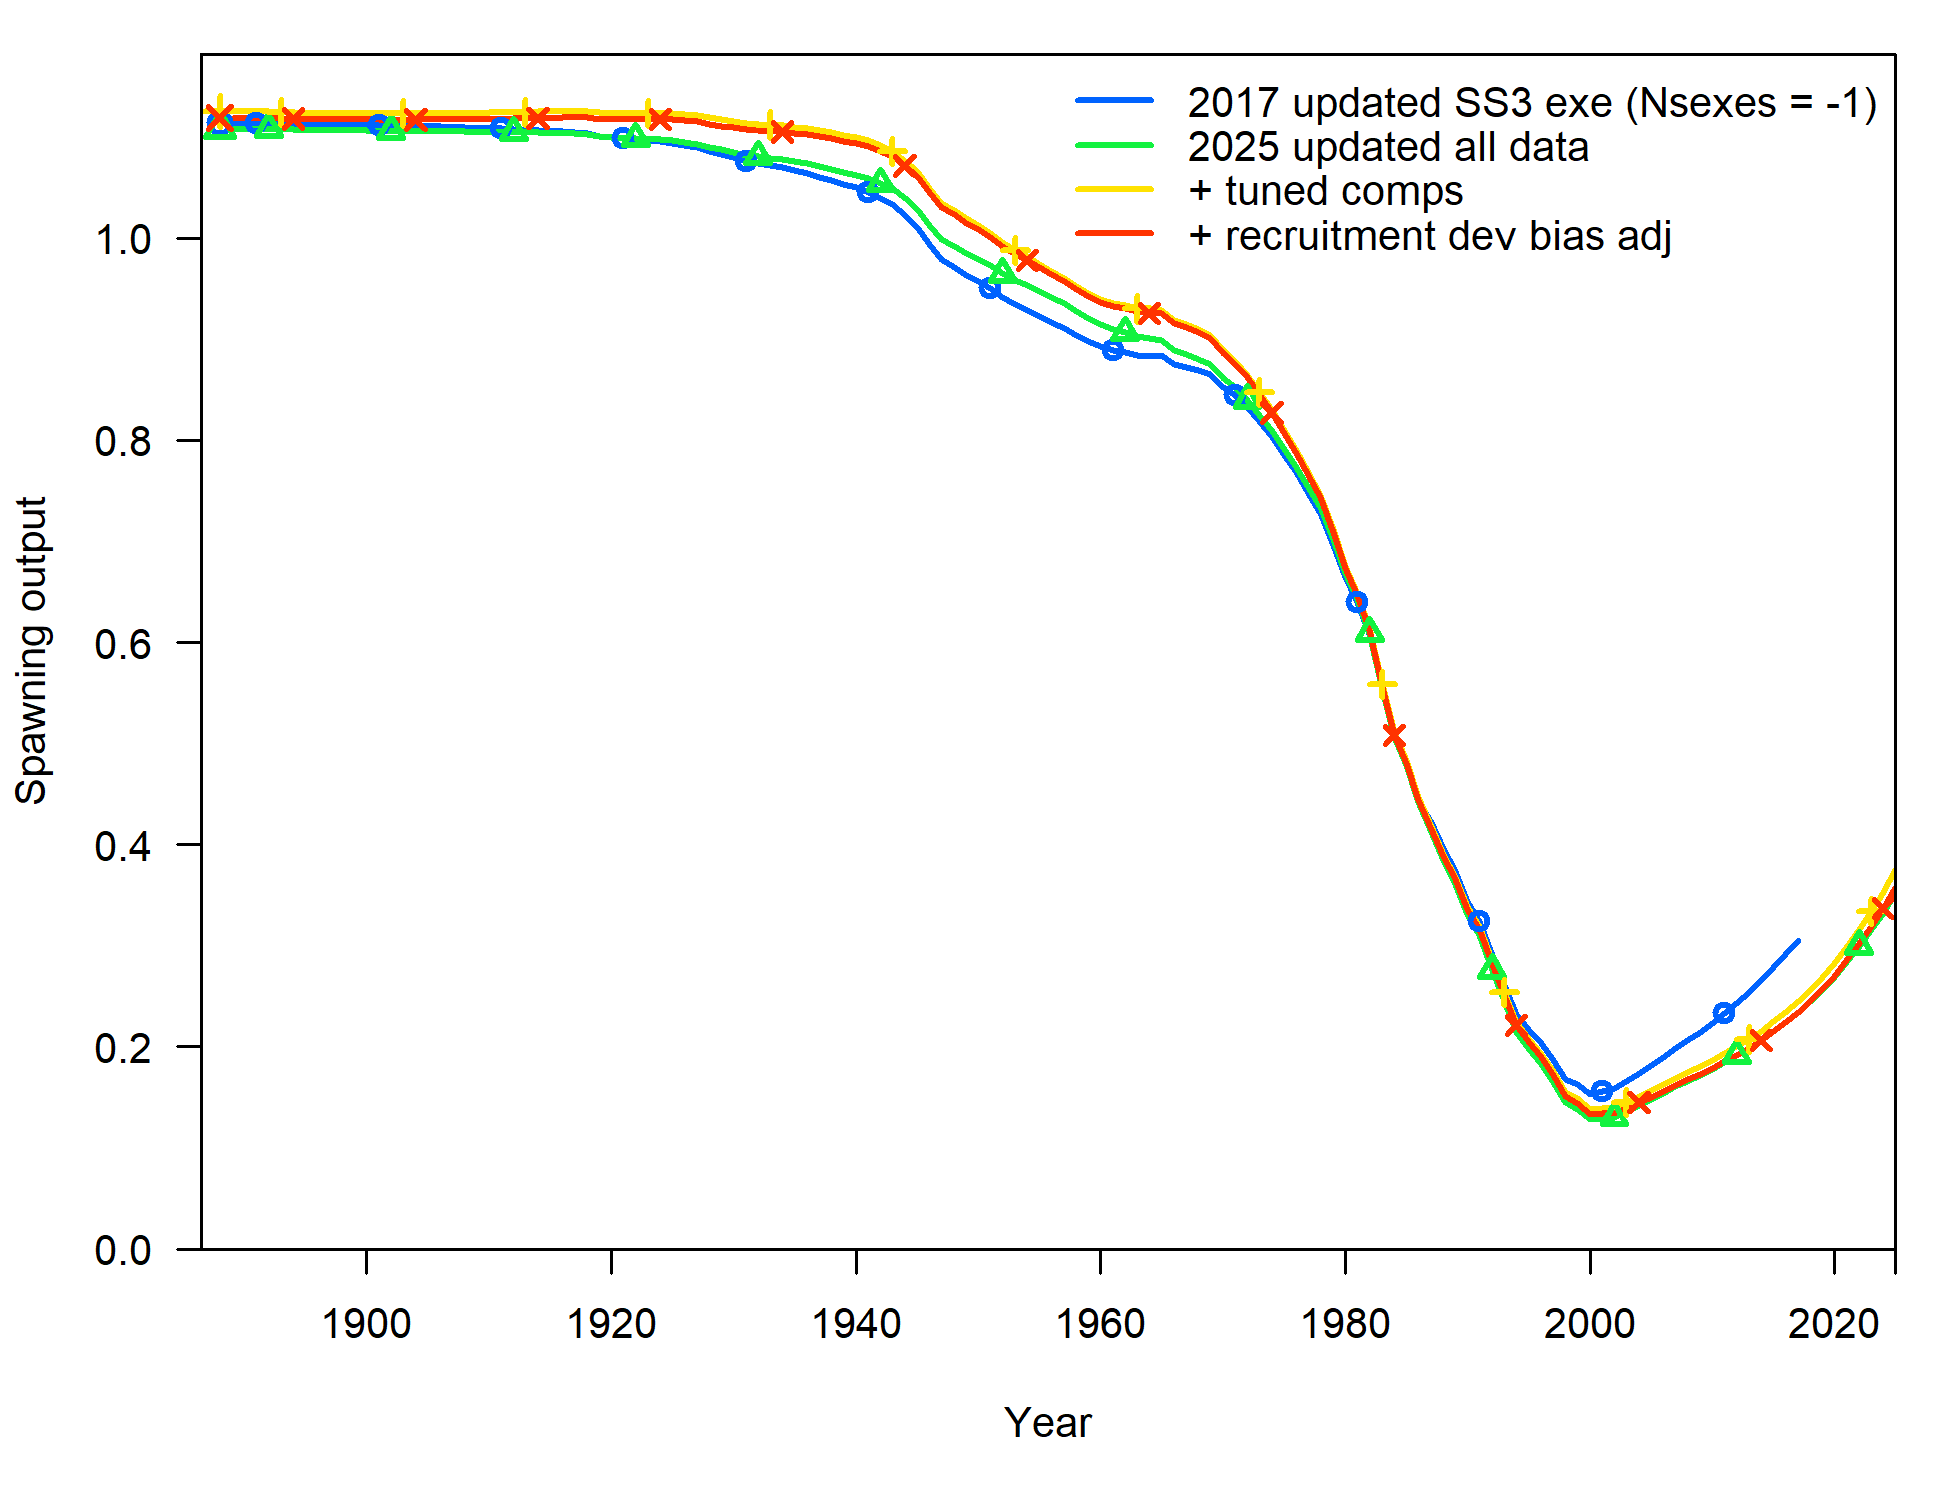 2017 updated SS3 exe (Nsexes = -1)
2025 updated all data
+ tuned comps
+ recruitment dev bias adj
Spawning output
1.0
0.8
0.6
0.4
0.2
0.0
1900 1920 1940 1960 1980 2000 2020
Year